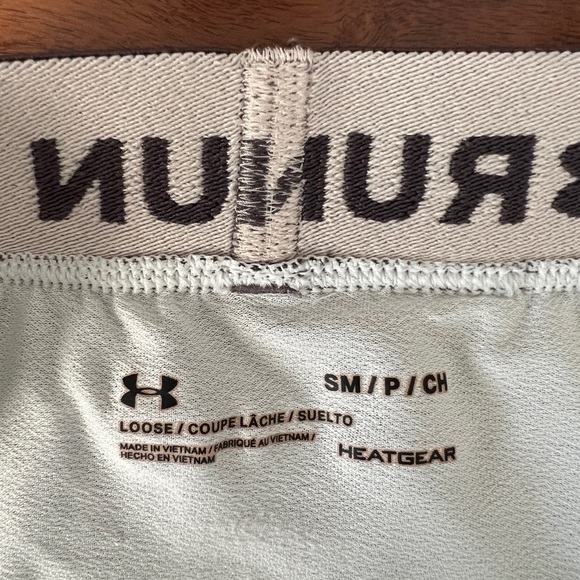 SM / P / CH
LOOSE / COUPE LÂCHE / SUELTO
MADE IN VIETNAM / FABRIQUÉ AU VIETNAM /
HECHO EN VIETNAM
HEATGEAR